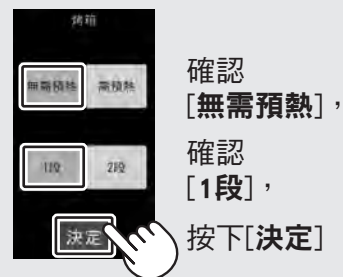 烤箱
無需預熱 需預熱
1段 2段
決定
確認
[無需預熱]，
確認
[1段]，
按下[決定]